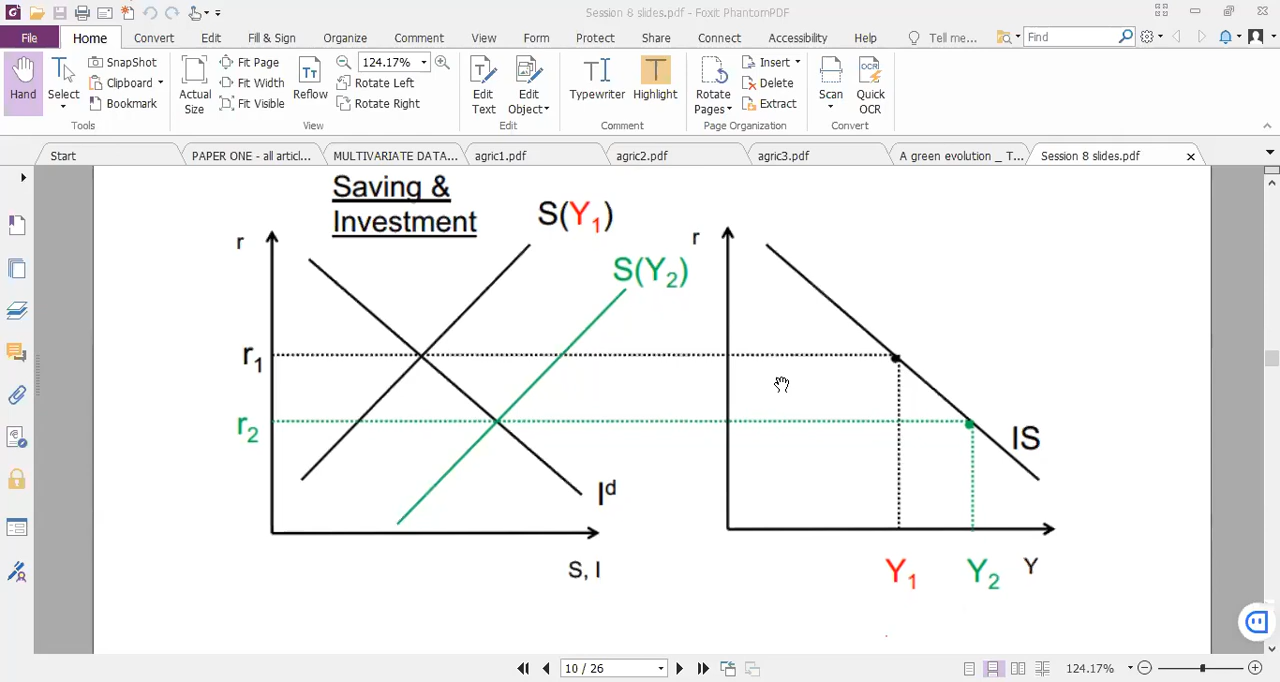 Session 8 slides.pdf - Foxit PhantomPDF
File Home Convert Edit Fill & Sign Organize Comment View Form Protect Share Connect Accessibility Help Tell me... Find
Hand
Select
SnapShot
Clipboard
Bookmark
Tools
Actual Size
Fit Page
Fit Width
Fit Visible
Reflow
124.17%
Rotate Left
Rotate Right
View
Edit Text
Edit Object
Edit
Typewriter
Highlight
Comment
Rotate Pages
Insert
Delete
Extract
Page Organization
Scan
Quick OCR
OCR
Convert
Start PAPER ONE - all articl... MULTIVARIATE DATA... agric1.pdf agric2.pdf agric3.pdf A green evolution _ T... Session 8 slides.pdf
Saving &
Investment
r
S(Y1)
S(Y2)
r1
r2
Id
S, I
r
IS
Y1
Y2
Y
10 / 26
124.17%